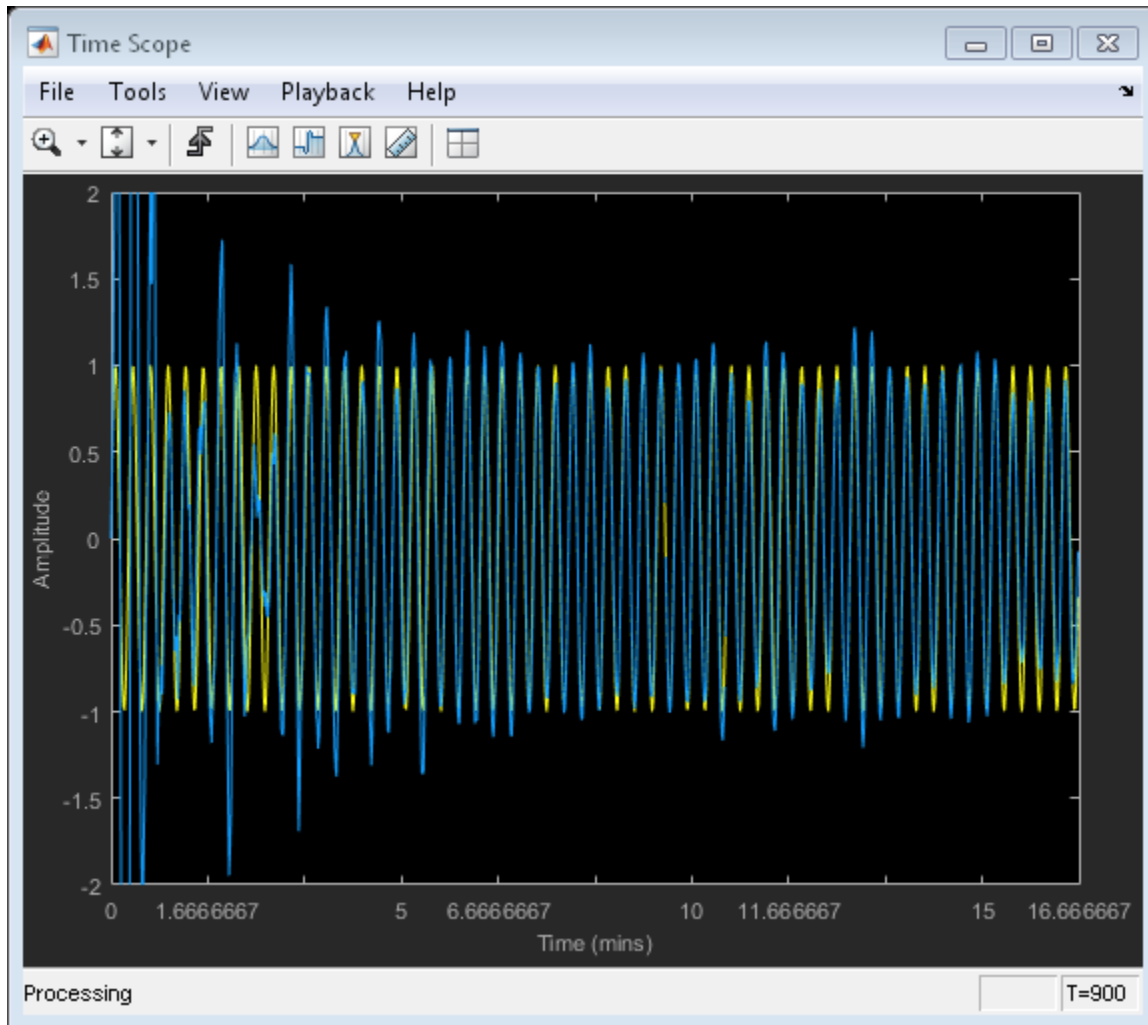 Time Scope
File Tools View Playback Help
2
1.5
1
0.5
0
-0.5
-1
-1.5
-2
Amplitude
0 1.6666667 5 6.6666667 10 11.666667 15 16.666667
Time (mins)
Processing T=900